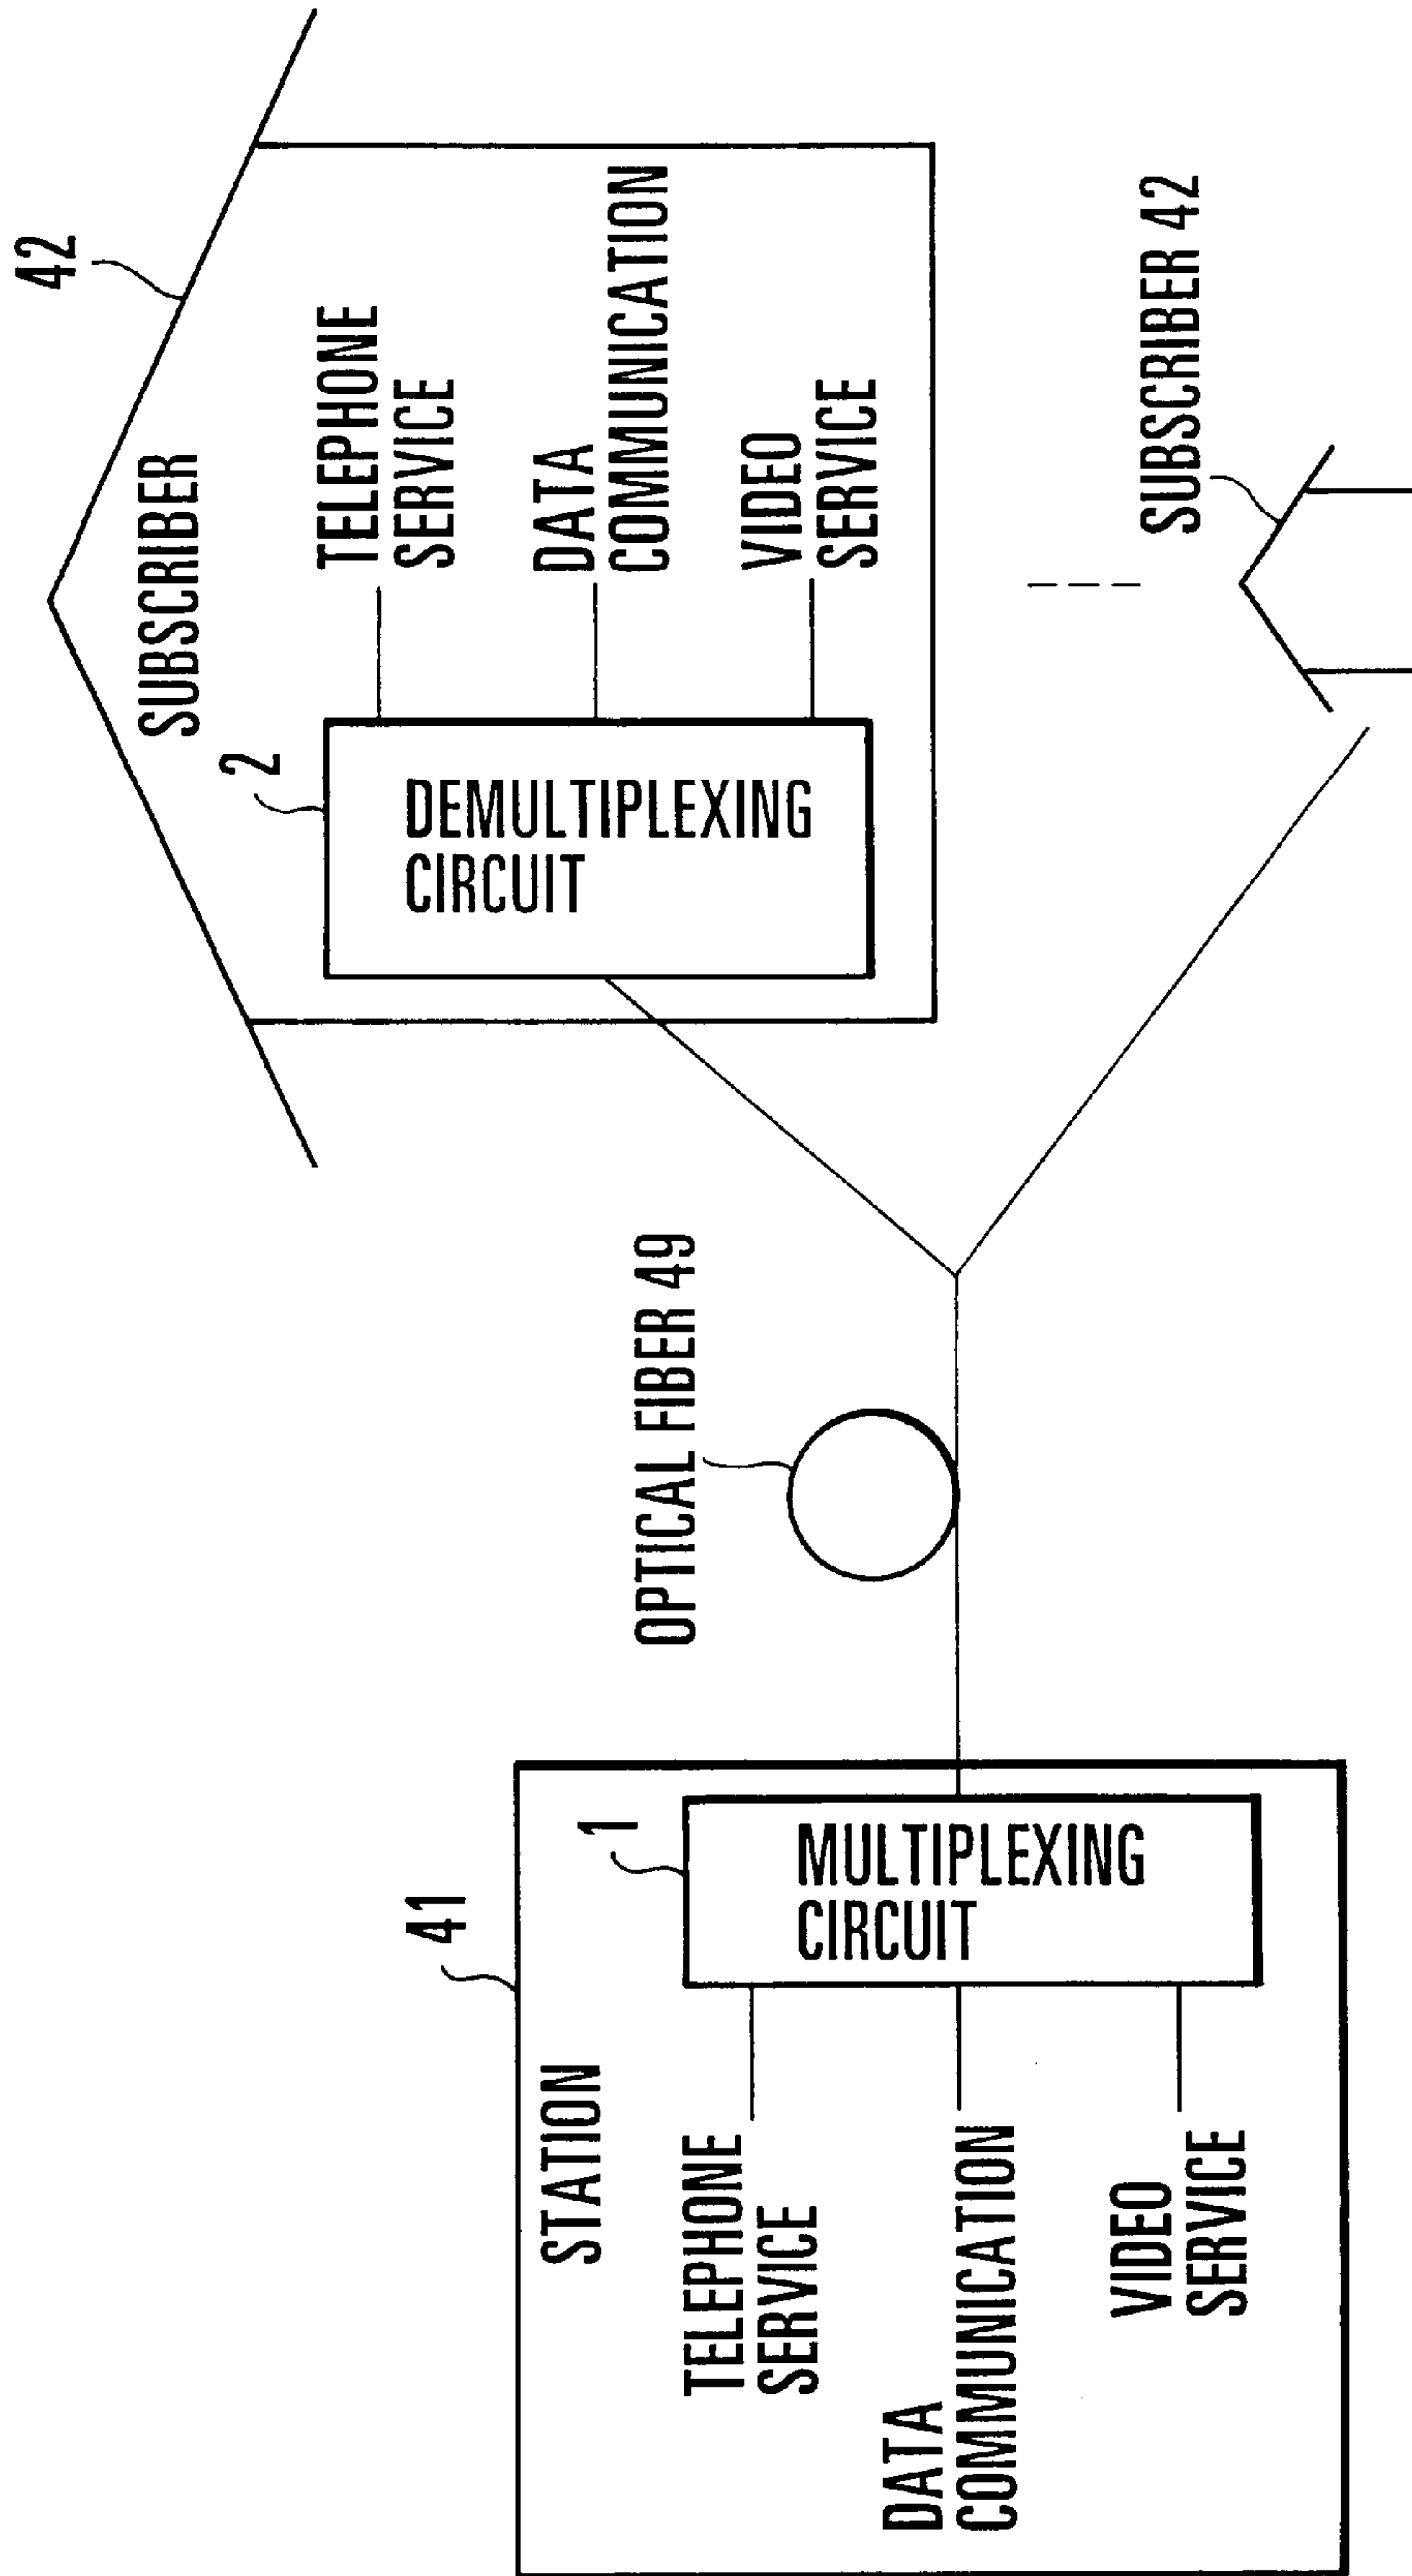 41
STATION
TELEPHONE
SERVICE
DATA
COMMUNICATION
VIDEO
SERVICE
1
MULTIPLEXING
CIRCUIT
OPTICAL FIBER 49
42
SUBSCRIBER
2
DEMULTIPLEXING
CIRCUIT
TELEPHONE
SERVICE
DATA
COMMUNICATION
VIDEO
SERVICE
SUBSCRIBER 42